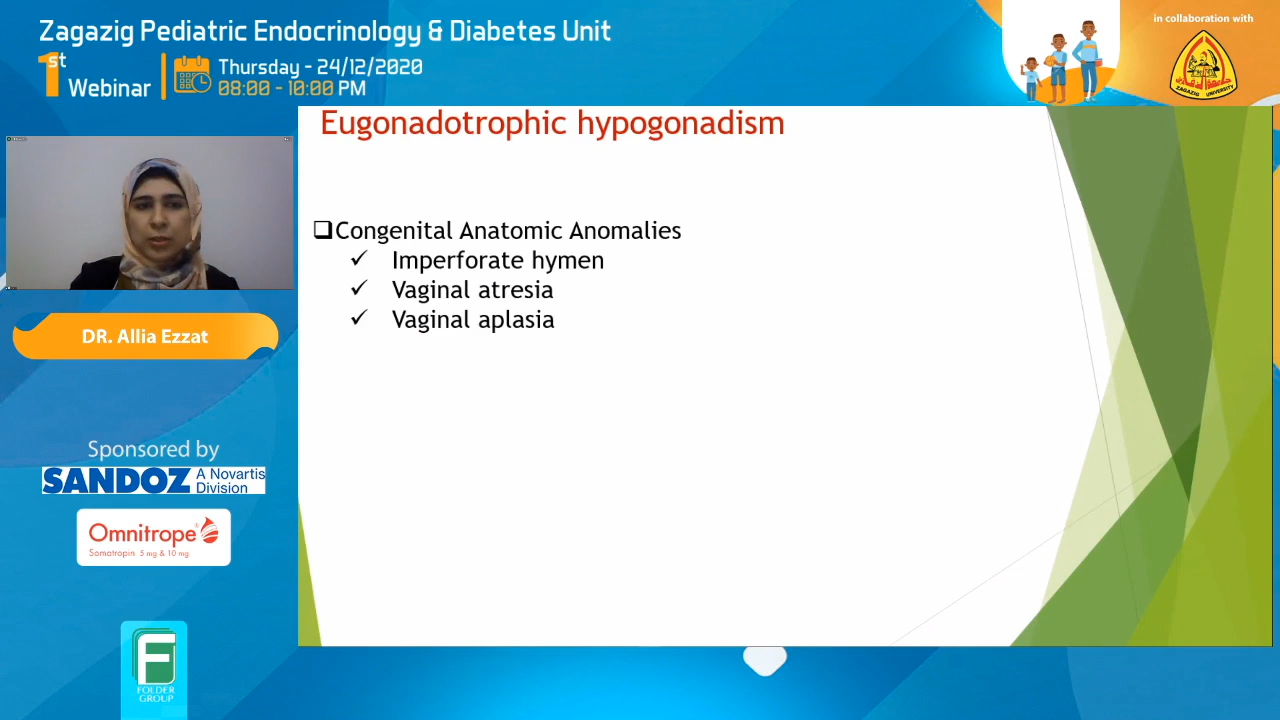 Zagazig Pediatric Endocrinology & Diabetes Unit
1st Webinar
Thursday - 24/12/2020
08:00 - 10:00 PM
in collaboration with
ZAGAZIG UNIVERSITY
Eugonadotrophic hypogonadism
❑Congenital Anatomic Anomalies
✓ Imperforate hymen
✓ Vaginal atresia
✓ Vaginal aplasia
DR. Allia Ezzat
Sponsored by
SANDOZ A Novartis Division
Omnitrope®
Somatropin 5 mg & 10 mg
F
FOLDER
GROUP